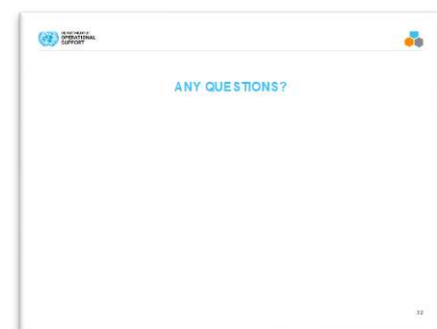 DEPARTMENT OF
OPERATIONAL
SUPPORT
ANY QUESTIONS?
32